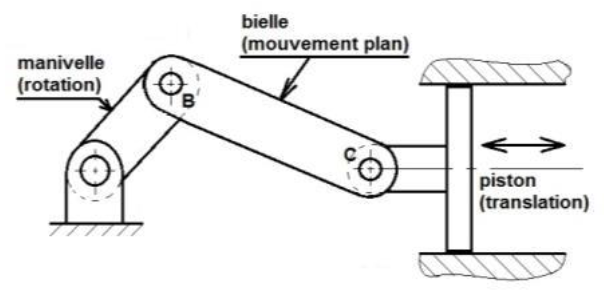 bielle
(mouvement plan)
manivelle
(rotation)
B
C
piston
(translation)